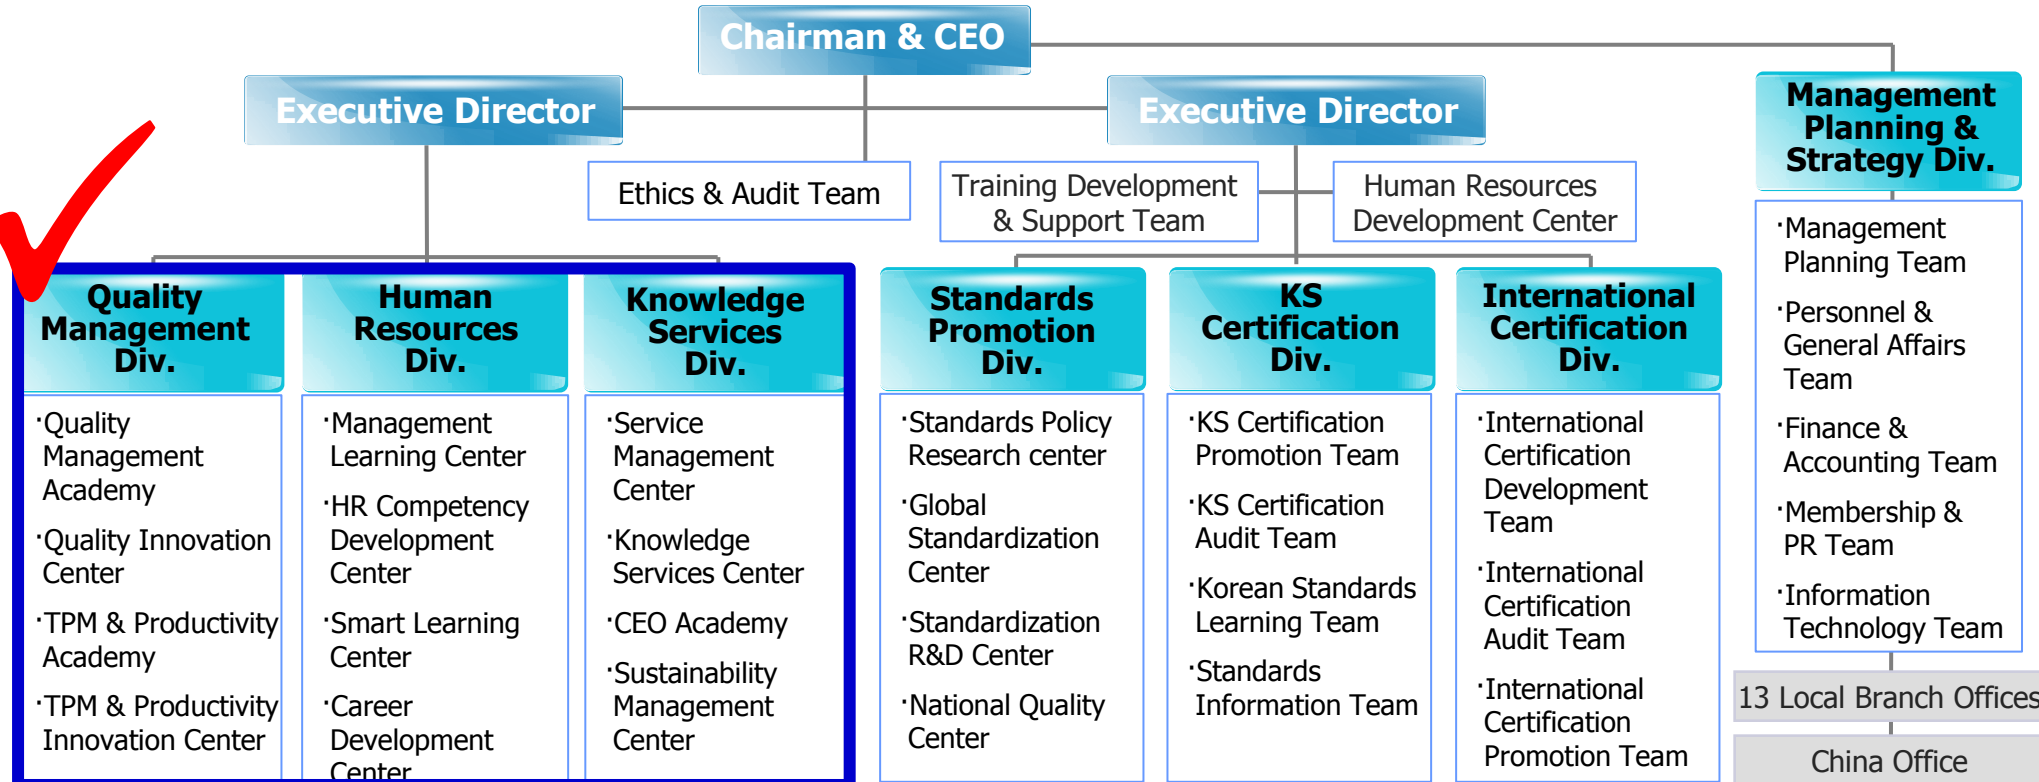 Chairman & CEO
Executive Director
Executive Director
Management
Planning &
Strategy Div.
Ethics & Audit Team
Training Development
& Support Team
Human Resources
Development Center
·Management
Planning Team
·Personnel &
General Affairs
Team
·Finance &
Accounting Team
·Membership &
PR Team
·Information
Technology Team
13 Local Branch Offices
China Office
Quality
Management
Div.
·Quality
Management
Academy
·Quality Innovation
Center
·TPM & Productivity
Academy
·TPM & Productivity
Innovation Center
Human
Resources
Div.
·Management
Learning Center
·HR Competency
Development
Center
·Smart Learning
Center
·Career
Development
Center
Knowledge
Services
Div.
·Service
Management
Center
·Knowledge
Services Center
·CEO Academy
·Sustainability
Management
Center
Standards
Promotion
Div.
·Standards Policy
Research center
·Global
Standardization
Center
·Standardization
R&D Center
·National Quality
Center
KS
Certification
Div.
·KS Certification
Promotion Team
·KS Certification
Audit Team
·Korean Standards
Learning Team
·Standards
Information Team
International
Certification
Div.
·International
Certification
Development
Team
·International
Certification
Audit Team
·International
Certification
Promotion Team